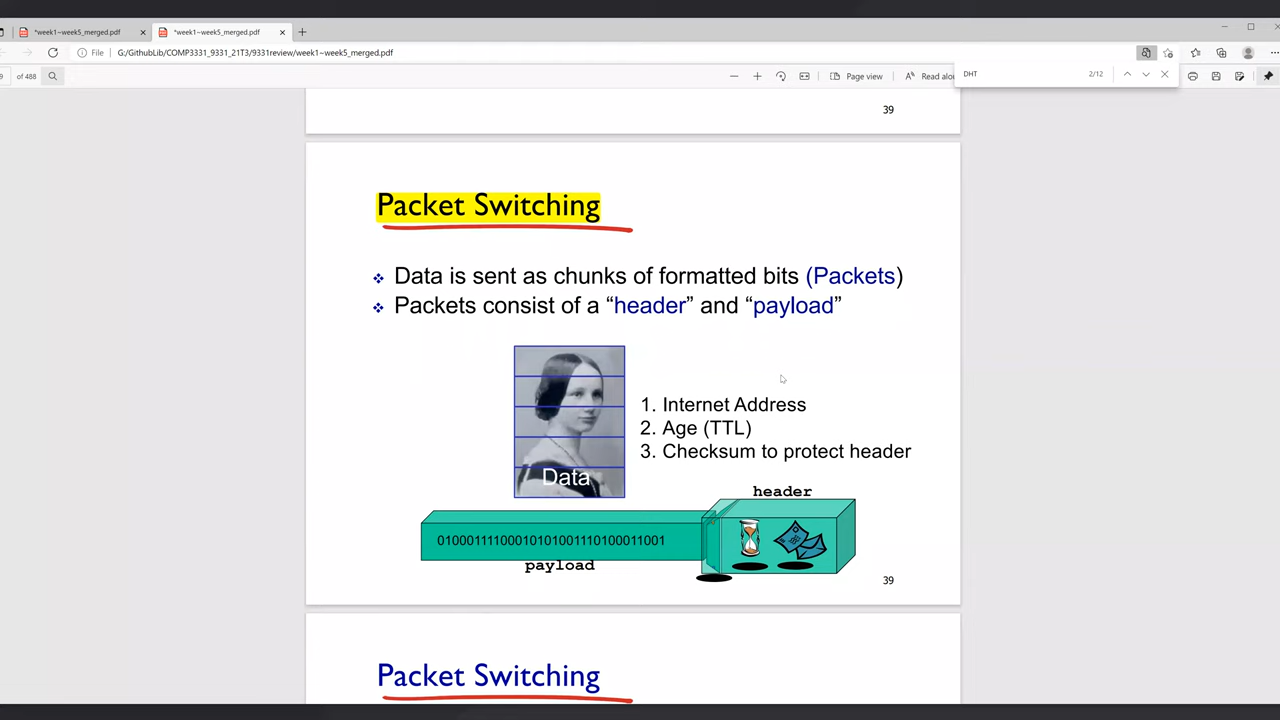 *week1~week5_merged.pdf
*week1~week5_merged.pdf
File
G:/GithubLib/COMP3331_9331_21T3/9331review/week1~week5_merged.pdf
9 of 488
Page view
Read alou
DHT
2/12
39
Packet Switching
Data is sent as chunks of formatted bits (Packets)
Packets consist of a “header” and “payload”
1. Internet Address
2. Age (TTL)
3. Checksum to protect header
Data
header
01000111100010101001110100011001
payload
39
Packet Switching